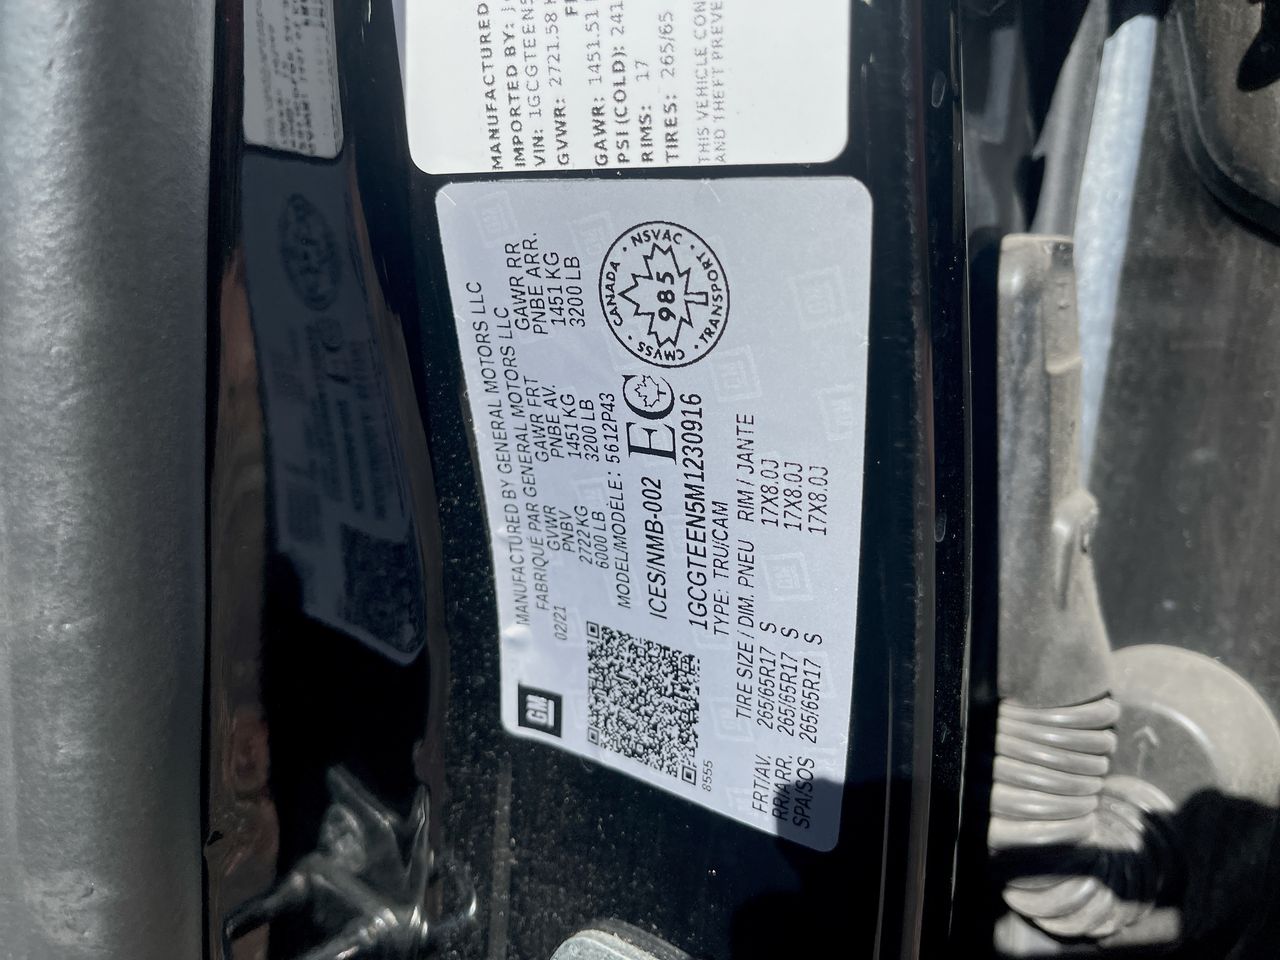 MANUFACTURED
IMPORTED BY:
VIN: 1GCGTEEN5
GVWR: 2721.58
GAWR: 1451.51
PSI (COLD): 241
RIMS: 17
TIRES: 265/65
THIS VEHICLE CON
AND THEFT PREVE
MANUFACTURED BY GENERAL MOTORS LLC
FABRIQUE PAR GENERAL MOTORS LLC
02/21 GVWR GAWR FRT GAWR RR
PNBV PNBE AV. PNBE ARR.
2722 KG 1451 KG 1451 KG
6000 LB 3200 LB 3200 LB
MODEL/MODÈLE: 5612P43
ICES/NMB-002 EC
1GCGTEEN5M1230916
TYPE: TRU/CAM
TIRE SIZE / DIM. PNEU RIM / JANTE
FRT/AV. 265/65R17 S 17X8.0J
RR/ARR. 265/65R17 S 17X8.0J
SPA/SOS 265/65R17 S 17X8.0J
GM
8555
CANADA · NSVAC · TRANSPORT · CMVSS
985